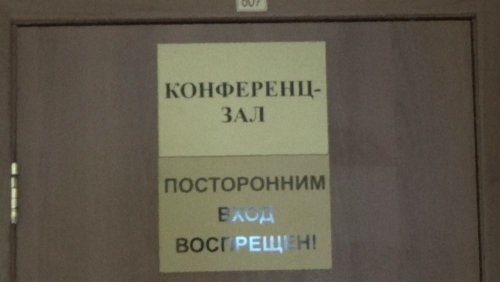 607
КОНФЕРЕНЦ-
ЗАЛ
ПОСТОРОННИМ
ВХОД
ВОСПРЕЩЕН!